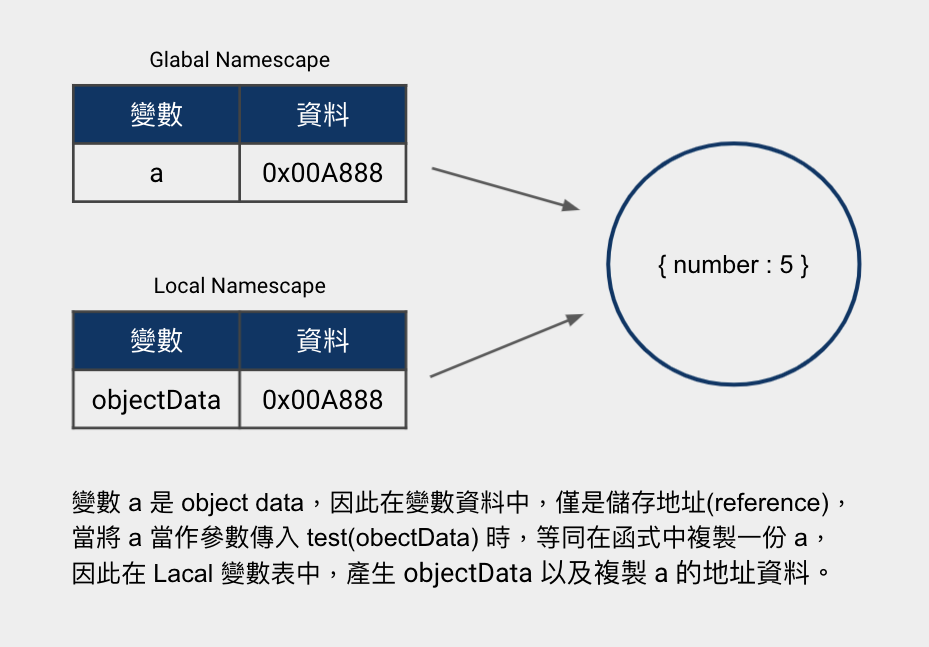 Glabal Namescape
變數 資料
a 0x00A888
{ number : 5 }
Local Namescape
變數 資料
objectData 0x00A888
變數 a 是 object data，因此在變數資料中，僅是儲存地址(reference)，
當將 a 當作參數傳入 test(obectData) 時，等同在函式中複製一份 a，
因此在 Lacal 變數表中，產生 objectData 以及複製 a 的地址資料。